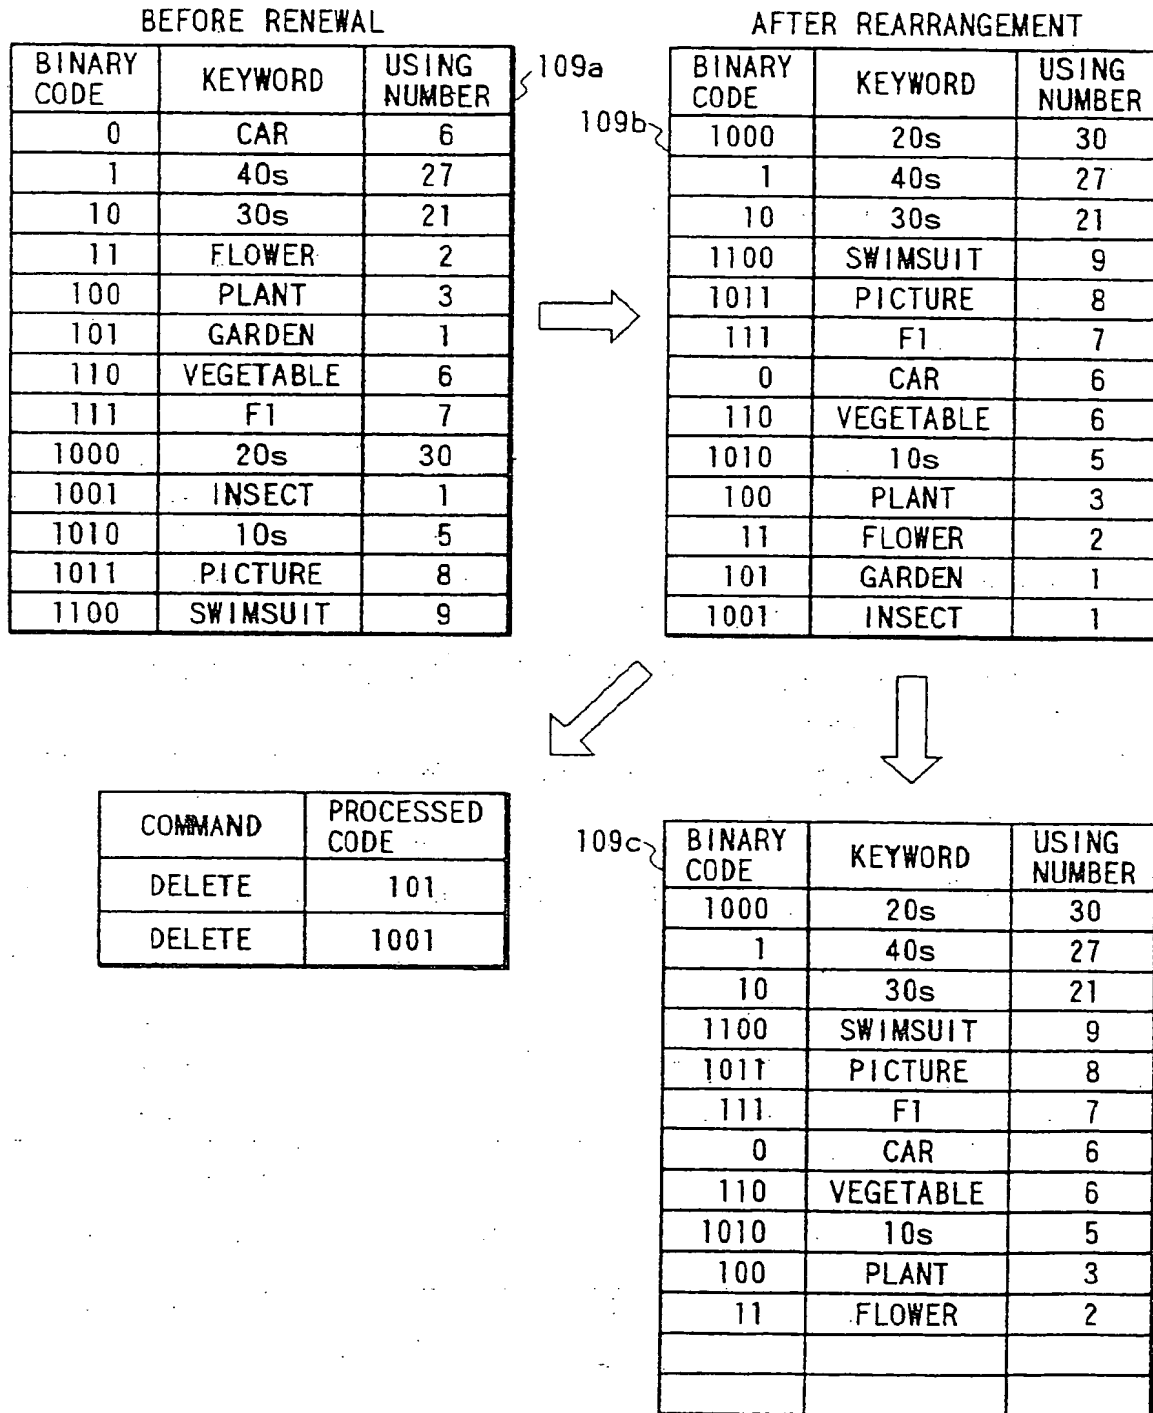 BEFORE RENEWAL
BINARY CODE KEYWORD USING NUMBER
109a
0 CAR 6
1 40s 27
10 30s 21
11 FLOWER 2
100 PLANT 3
101 GARDEN 1
110 VEGETABLE 6
111 F1 7
1000 20s 30
1001 INSECT 1
1010 10s 5
1011 PICTURE 8
1100 SWIMSUIT 9
AFTER REARRANGEMENT
BINARY CODE KEYWORD USING NUMBER
109b
1000 20s 30
1 40s 27
10 30s 21
1100 SWIMSUIT 9
1011 PICTURE 8
111 F1 7
0 CAR 6
110 VEGETABLE 6
1010 10s 5
100 PLANT 3
11 FLOWER 2
101 GARDEN 1
1001 INSECT 1
COMMAND PROCESSED CODE
DELETE 101
DELETE 1001
109c
BINARY CODE KEYWORD USING NUMBER
1000 20s 30
1 40s 27
10 30s 21
1100 SWIMSUIT 9
1011 PICTURE 8
111 F1 7
0 CAR 6
110 VEGETABLE 6
1010 10s 5
100 PLANT 3
11 FLOWER 2